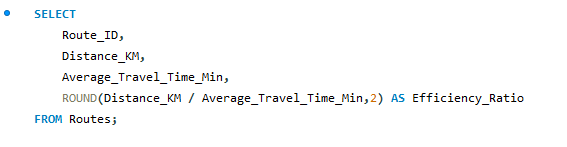 SELECT
Route_ID,
Distance_KM,
Average_Travel_Time_Min,
ROUND(Distance_KM / Average_Travel_Time_Min,2) AS Efficiency_Ratio
FROM Routes;